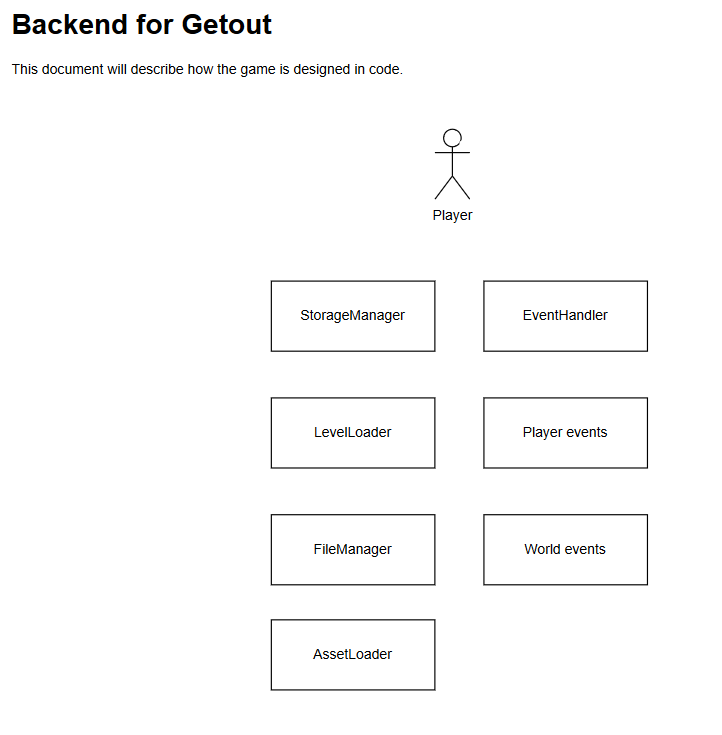 Backend for Getout
This document will describe how the game is designed in code.
Player
StorageManager
EventHandler
LevelLoader
Player events
FileManager
World events
AssetLoader